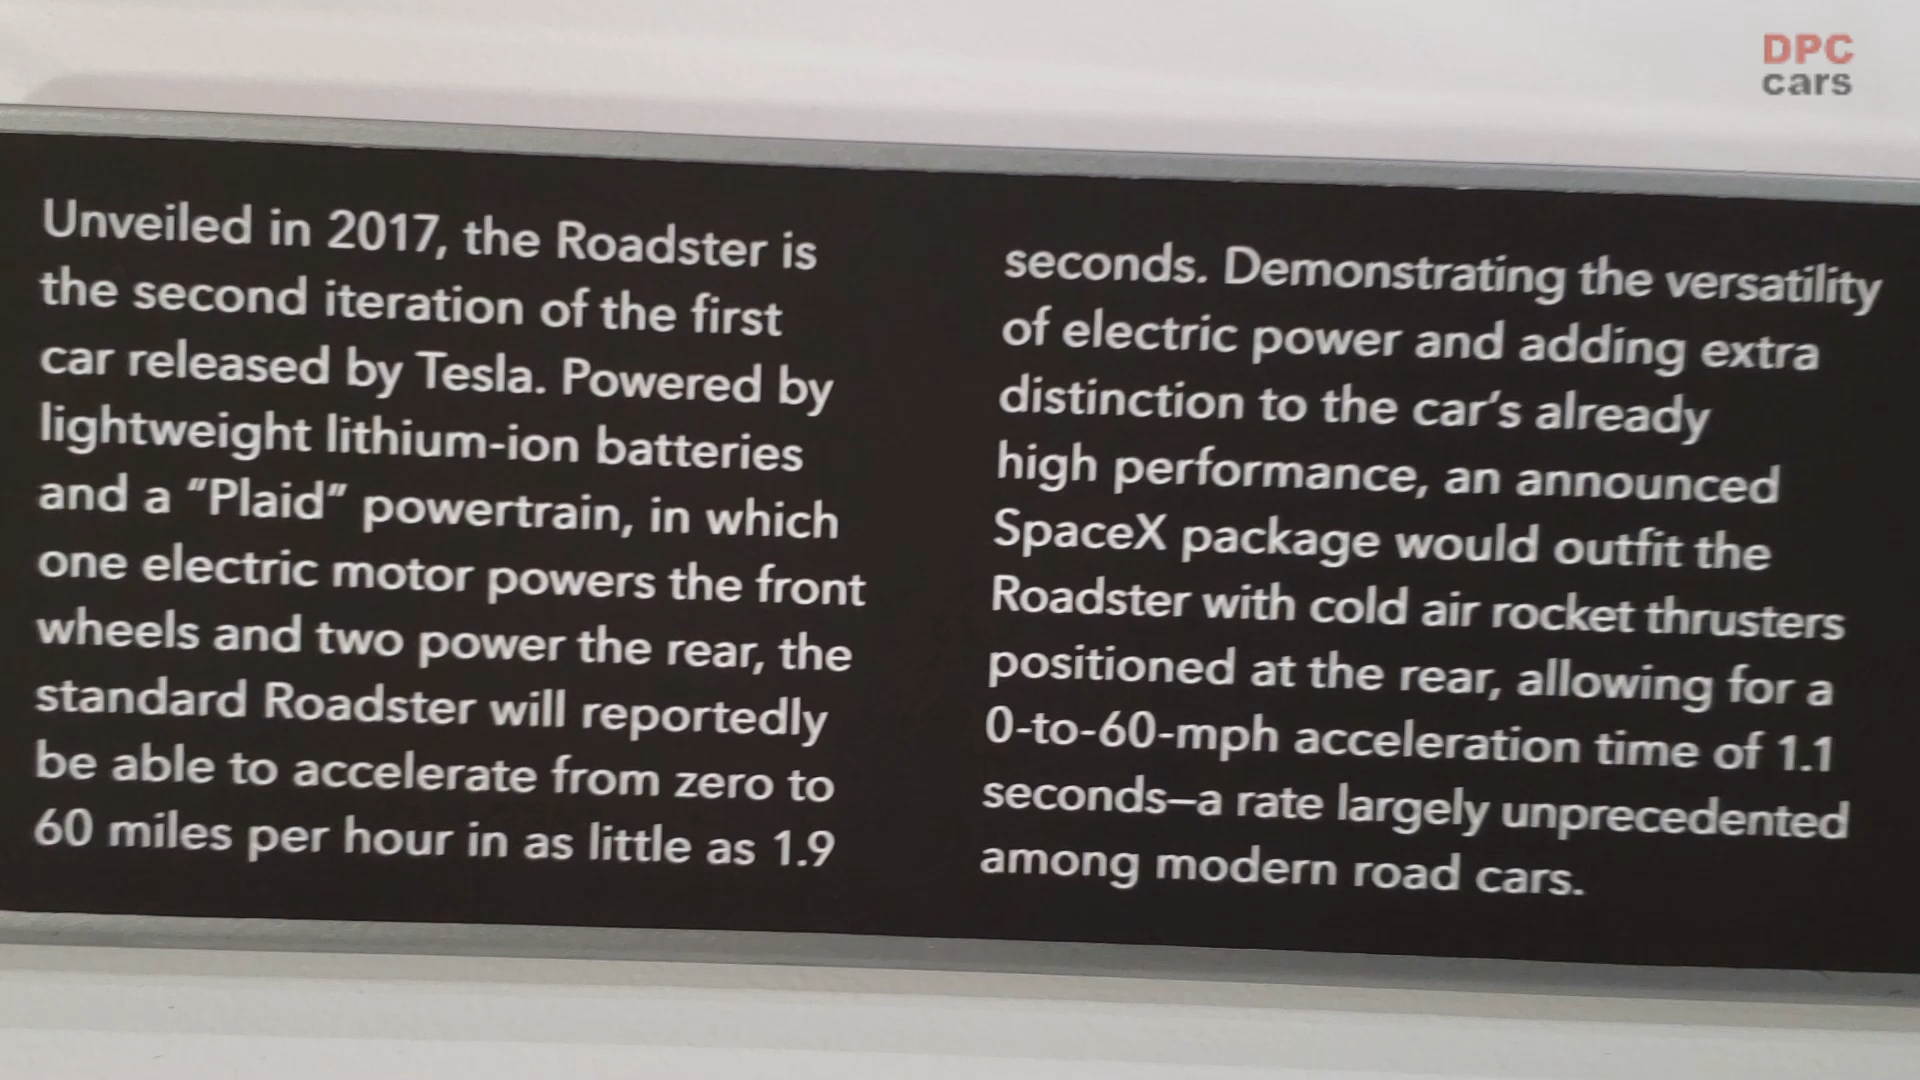 DPC
cars
Unveiled in 2017, the Roadster is
the second iteration of the first
car released by Tesla. Powered by
lightweight lithium-ion batteries
and a “Plaid” powertrain, in which
one electric motor powers the front
wheels and two power the rear, the
standard Roadster will reportedly
be able to accelerate from zero to
60 miles per hour in as little as 1.9
seconds. Demonstrating the versatility
of electric power and adding extra
distinction to the car’s already
high performance, an announced
SpaceX package would outfit the
Roadster with cold air rocket thrusters
positioned at the rear, allowing for a
0-to-60-mph acceleration time of 1.1
seconds—a rate largely unprecedented
among modern road cars.